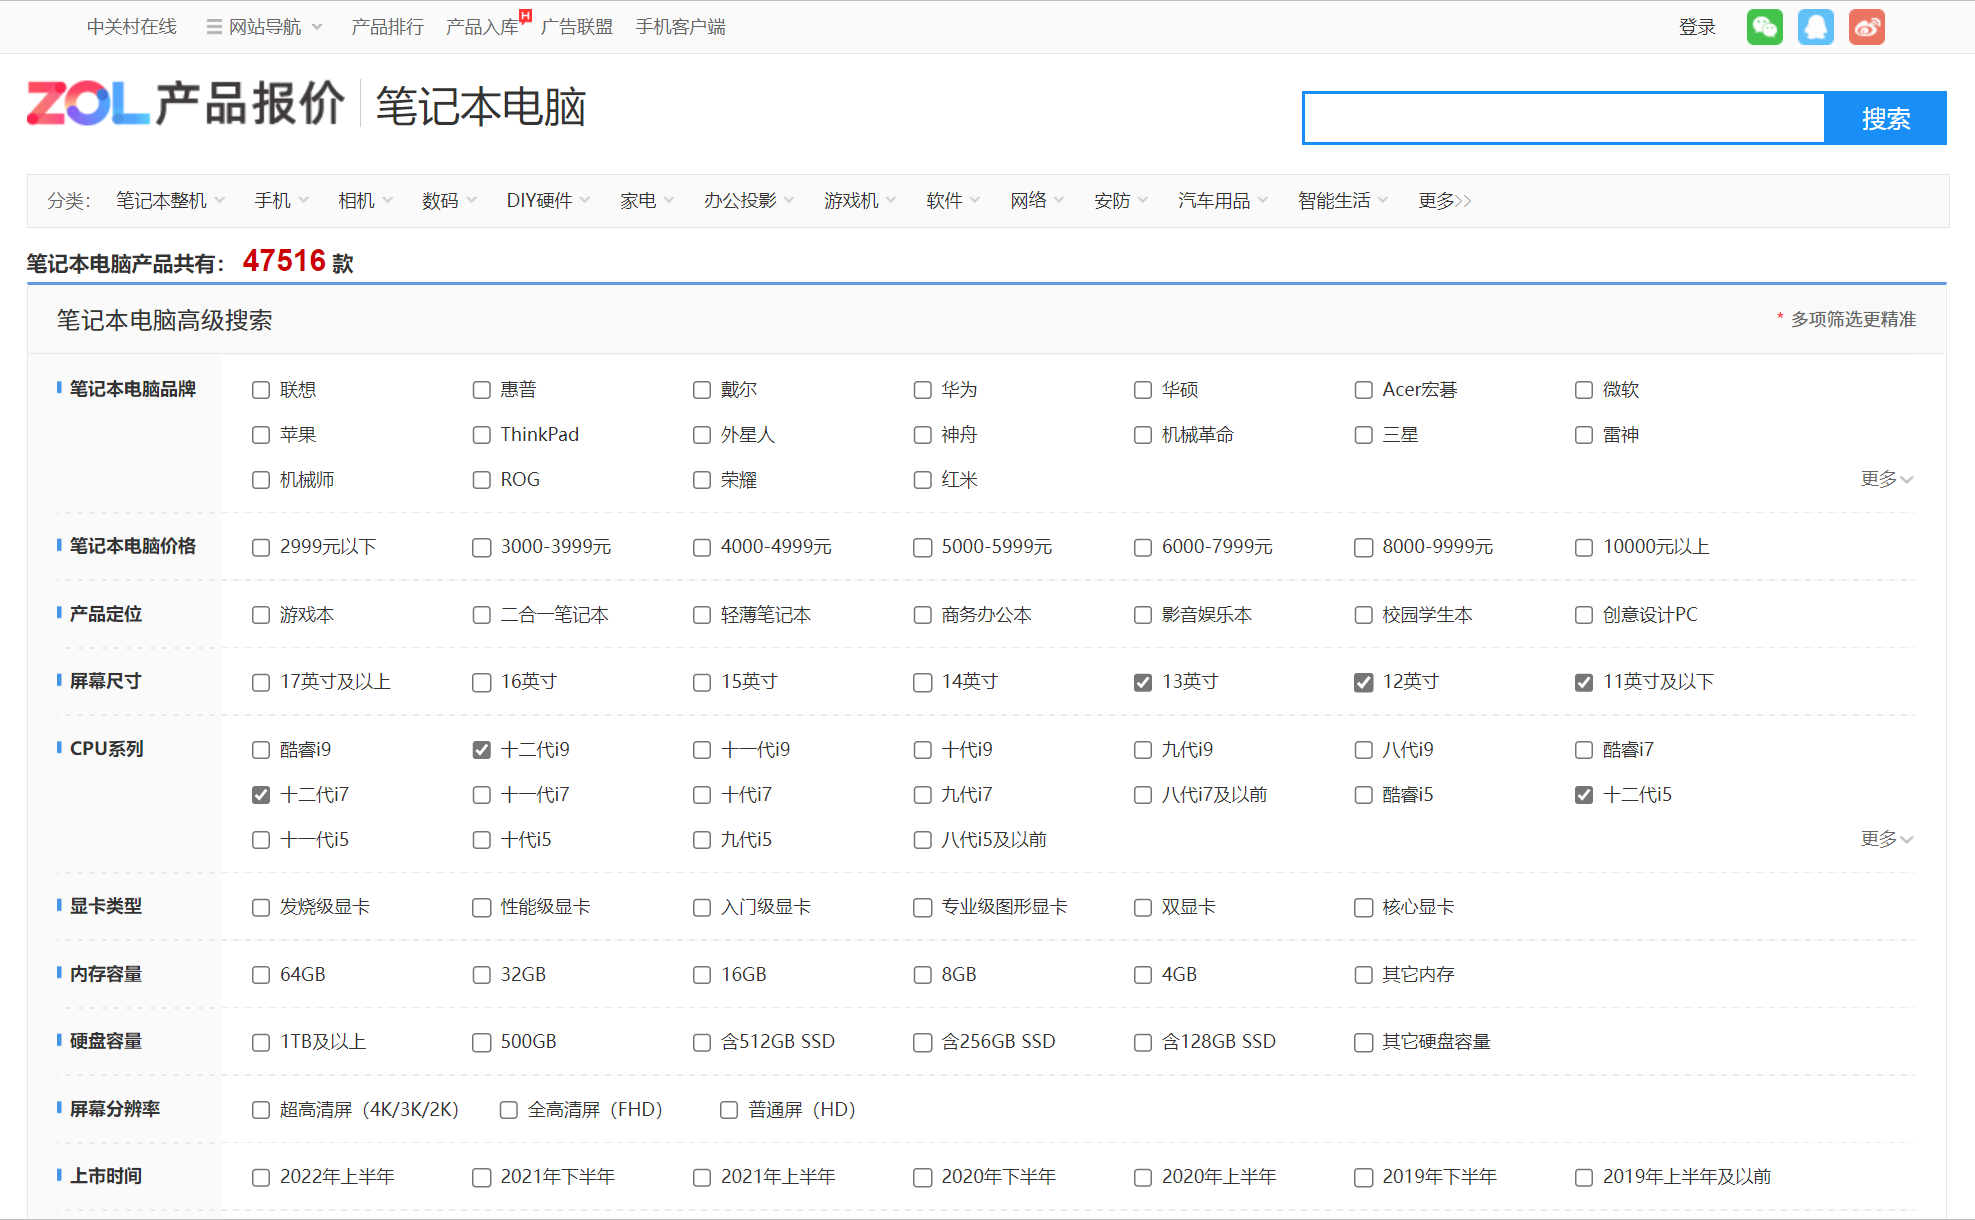 中关村在线 网站导航 产品排行 产品入库 H 广告联盟 手机客户端 登录
ZOL 产品报价 笔记本电脑 搜索
分类： 笔记本整机 手机 相机 数码 DIY硬件 家电 办公投影 游戏机 软件 网络 安防 汽车用品 智能生活 更多>>
笔记本电脑产品共有： 47516 款
笔记本电脑高级搜索 * 多项筛选更精准
笔记本电脑品牌 联想 惠普 戴尔 华为 华硕 Acer宏碁 微软
苹果 ThinkPad 外星人 神舟 机械革命 三星 雷神
机械师 ROG 荣耀 红米 更多
笔记本电脑价格 2999元以下 3000-3999元 4000-4999元 5000-5999元 6000-7999元 8000-9999元 10000元以上
产品定位 游戏本 二合一笔记本 轻薄笔记本 商务办公本 影音娱乐本 校园学生本 创意设计PC
屏幕尺寸 17英寸及以上 16英寸 15英寸 14英寸 13英寸 12英寸 11英寸及以下
CPU系列 酷睿i9 十二代i9 十一代i9 十代i9 九代i9 八代i9 酷睿i7
十二代i7 十一代i7 十代i7 九代i7 八代i7及以前 酷睿i5 十二代i5
十一代i5 十代i5 九代i5 八代i5及以前 更多
显卡类型 发烧级显卡 性能级显卡 入门级显卡 专业级图形显卡 双显卡 核心显卡
内存容量 64GB 32GB 16GB 8GB 4GB 其它内存
硬盘容量 1TB及以上 500GB 含512GB SSD 含256GB SSD 含128GB SSD 其它硬盘容量
屏幕分辨率 超高清屏（4K/3K/2K） 全高清屏（FHD） 普通屏（HD）
上市时间 2022年上半年 2021年下半年 2021年上半年 2020年下半年 2020年上半年 2019年下半年 2019年上半年及以前